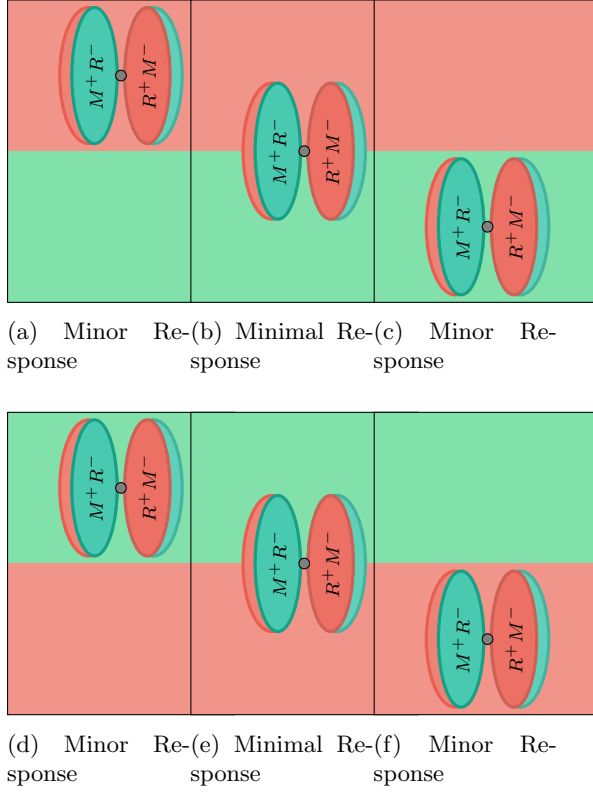 M⁺R⁻ R⁺M⁻
M⁺R⁻ R⁺M⁻
M⁺R⁻ R⁺M⁻
(a) Minor Re-
sponse
(b) Minimal Re-
sponse
(c) Minor Re-
sponse
M⁺R⁻ R⁺M⁻
M⁺R⁻ R⁺M⁻
M⁺R⁻ R⁺M⁻
(d) Minor Re-
sponse
(e) Minimal Re-
sponse
(f) Minor Re-
sponse